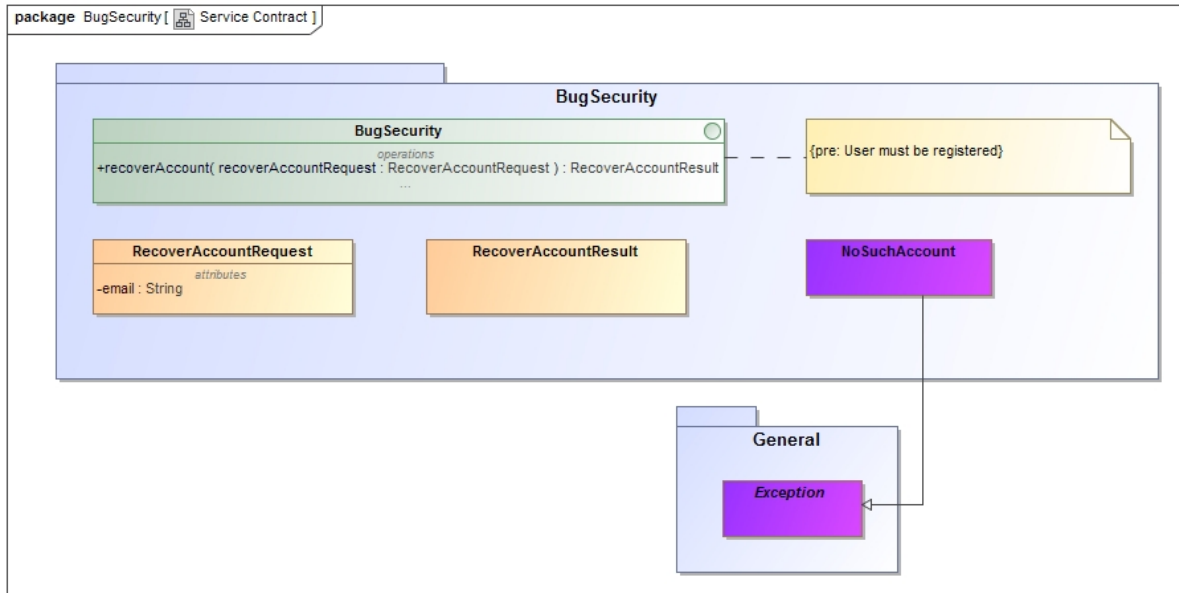 package BugSecurity [ Service Contract ]
BugSecurity
BugSecurity
operations
+recoverAccount( recoverAccountRequest : RecoverAccountRequest ) : RecoverAccountResult
...
{pre: User must be registered}
RecoverAccountRequest
attributes
-email : String
RecoverAccountResult
NoSuchAccount
General
Exception